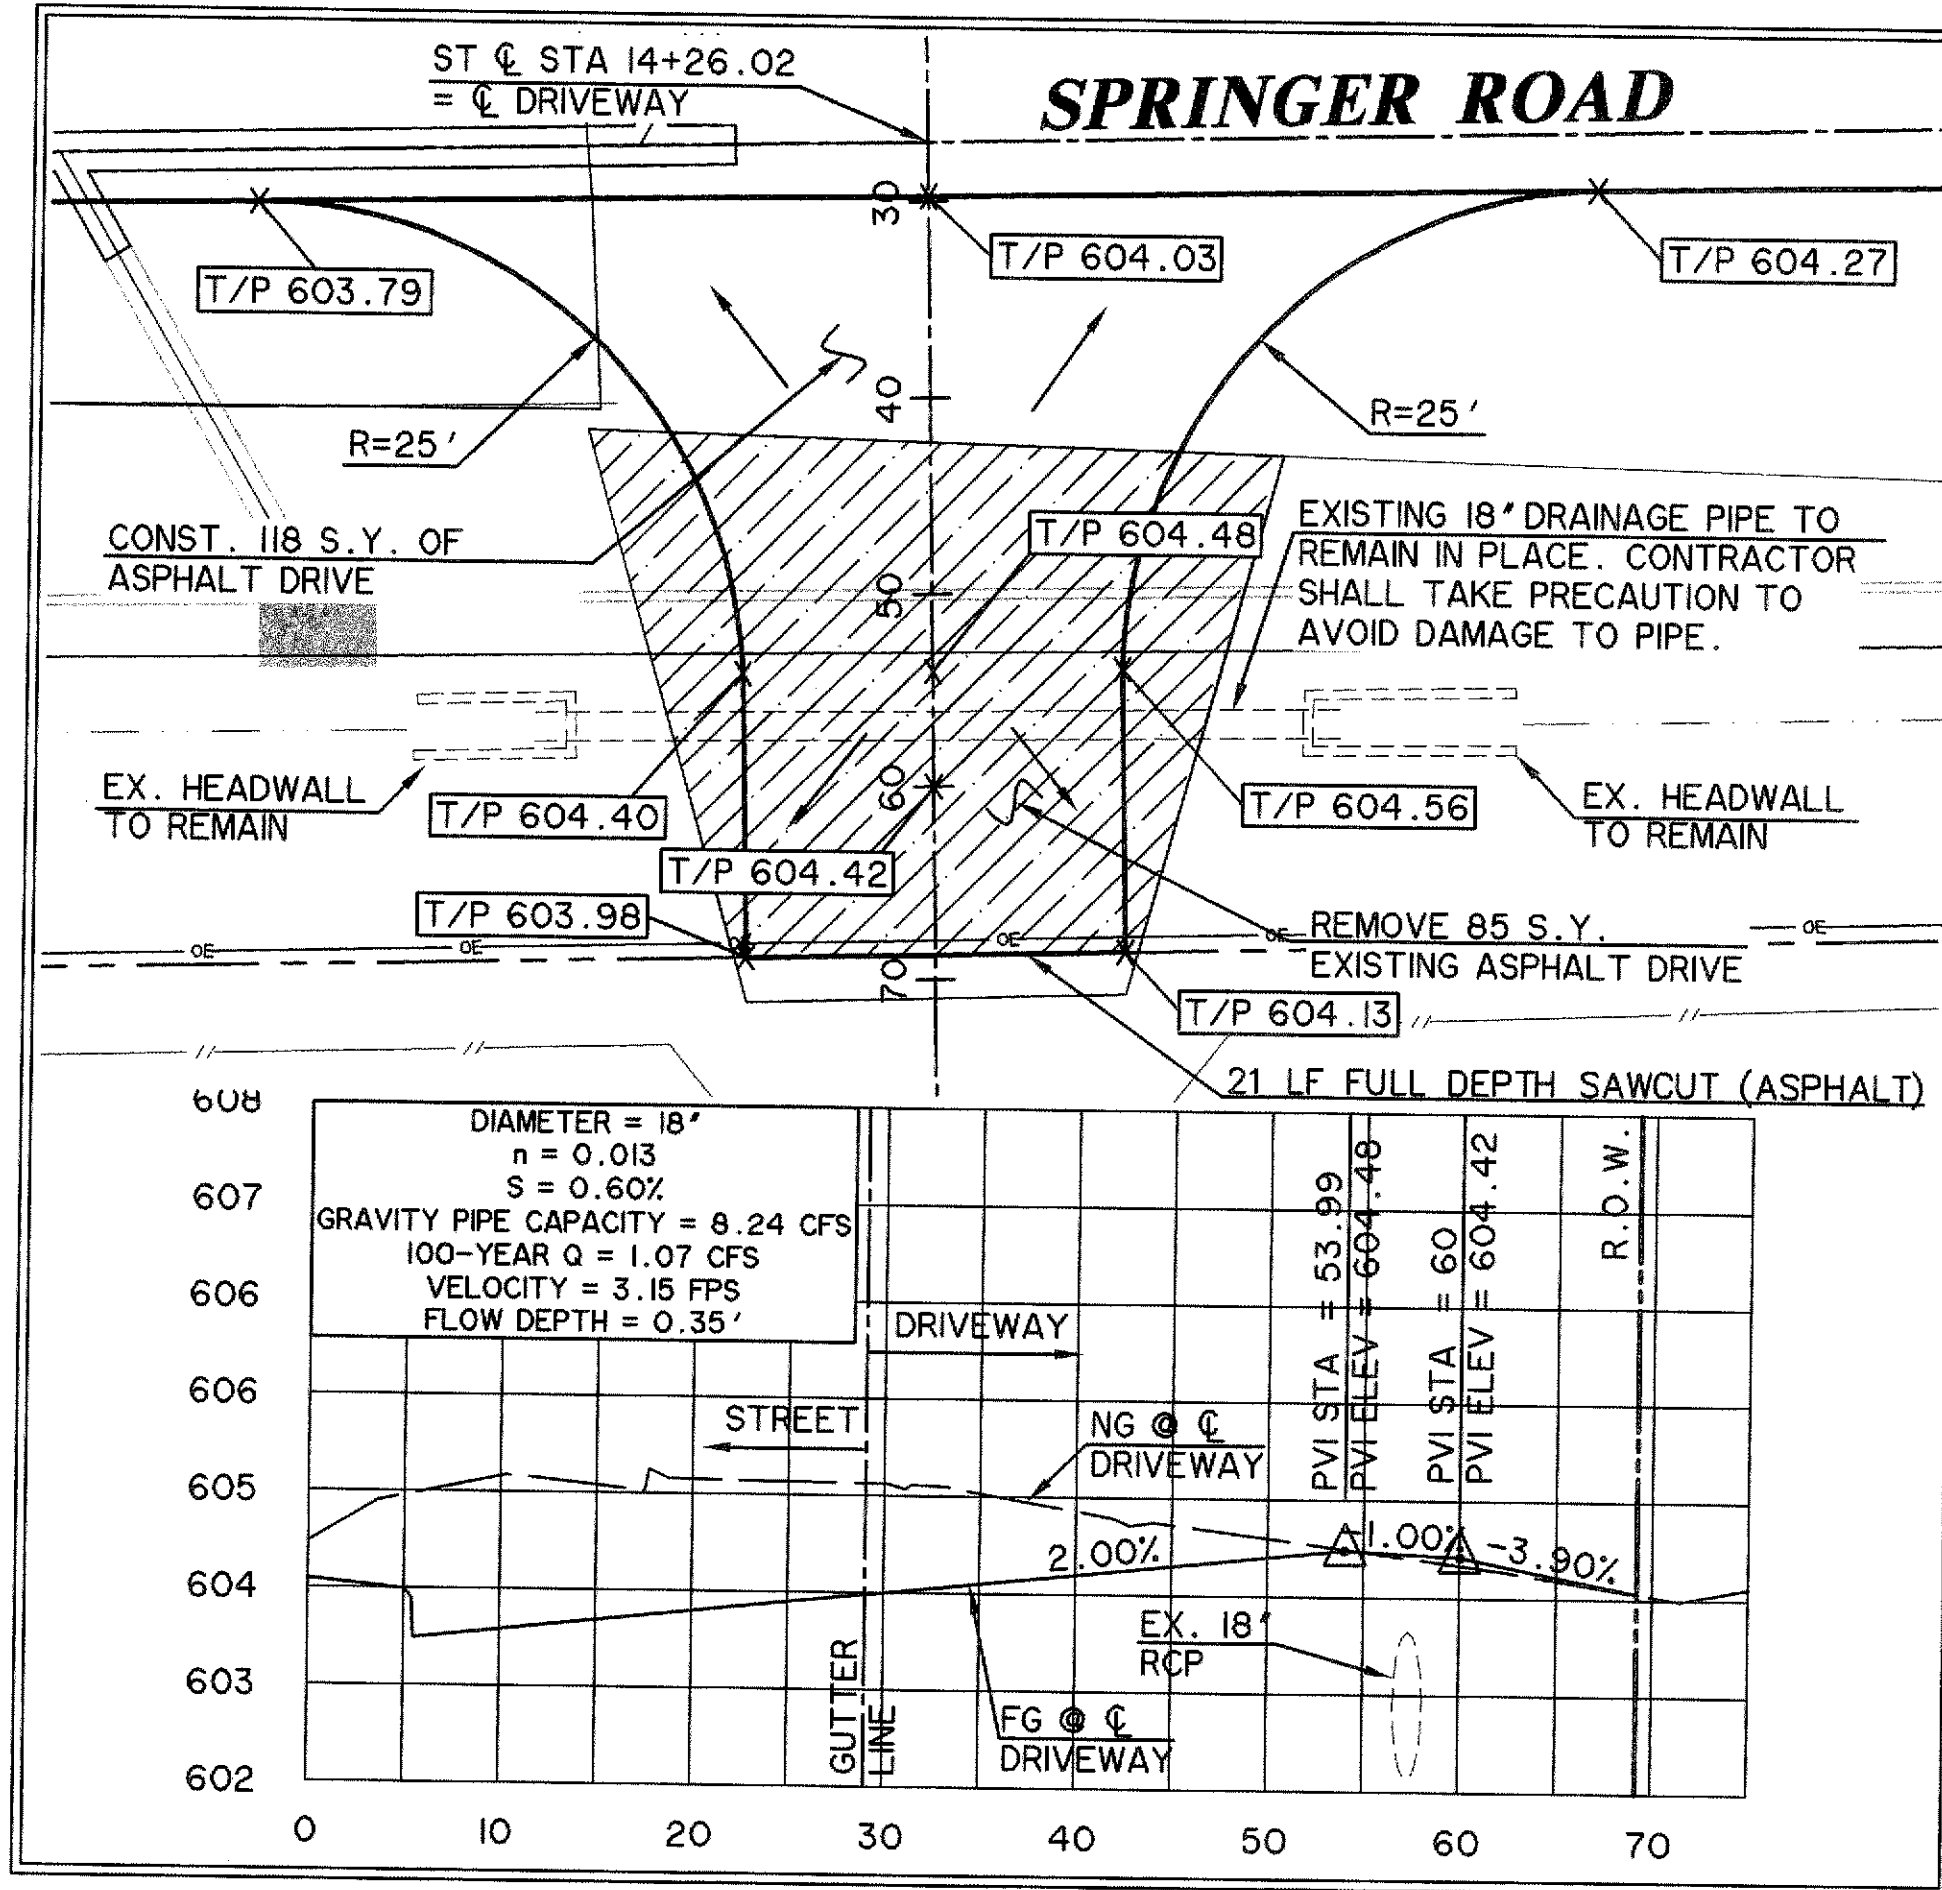 ST ℄ STA 14+26.02
= ℄ DRIVEWAY
SPRINGER ROAD
30
T/P 603.79
T/P 604.03
T/P 604.27
40
R=25'
R=25'
CONST. 118 S.Y. OF
ASPHALT DRIVE
T/P 604.48
EXISTING 18" DRAINAGE PIPE TO
REMAIN IN PLACE. CONTRACTOR
SHALL TAKE PRECAUTION TO
AVOID DAMAGE TO PIPE.
50
EX. HEADWALL
TO REMAIN
T/P 604.40
60
T/P 604.56
EX. HEADWALL
TO REMAIN
T/P 604.42
T/P 603.98
OE
OE
OE
OE
OE
REMOVE 85 S.Y.
EXISTING ASPHALT DRIVE
70
T/P 604.13
21 LF FULL DEPTH SAWCUT (ASPHALT)
608
607
606
606
605
604
603
602
DIAMETER = 18"
n = 0.013
S = 0.60%
GRAVITY PIPE CAPACITY = 8.24 CFS
100-YEAR Q = 1.07 CFS
VELOCITY = 3.15 FPS
FLOW DEPTH = 0.35'
DRIVEWAY
STREET
NG @ ℄
DRIVEWAY
PVI STA = 53.99
PVI ELEV = 604.48
PVI STA = 60
PVI ELEV = 604.42
R.O.W.
2.00%
-1.00%
-3.90%
EX. 18"
RCP
GUTTER
LINE
FG @ ℄
DRIVEWAY
0 10 20 30 40 50 60 70